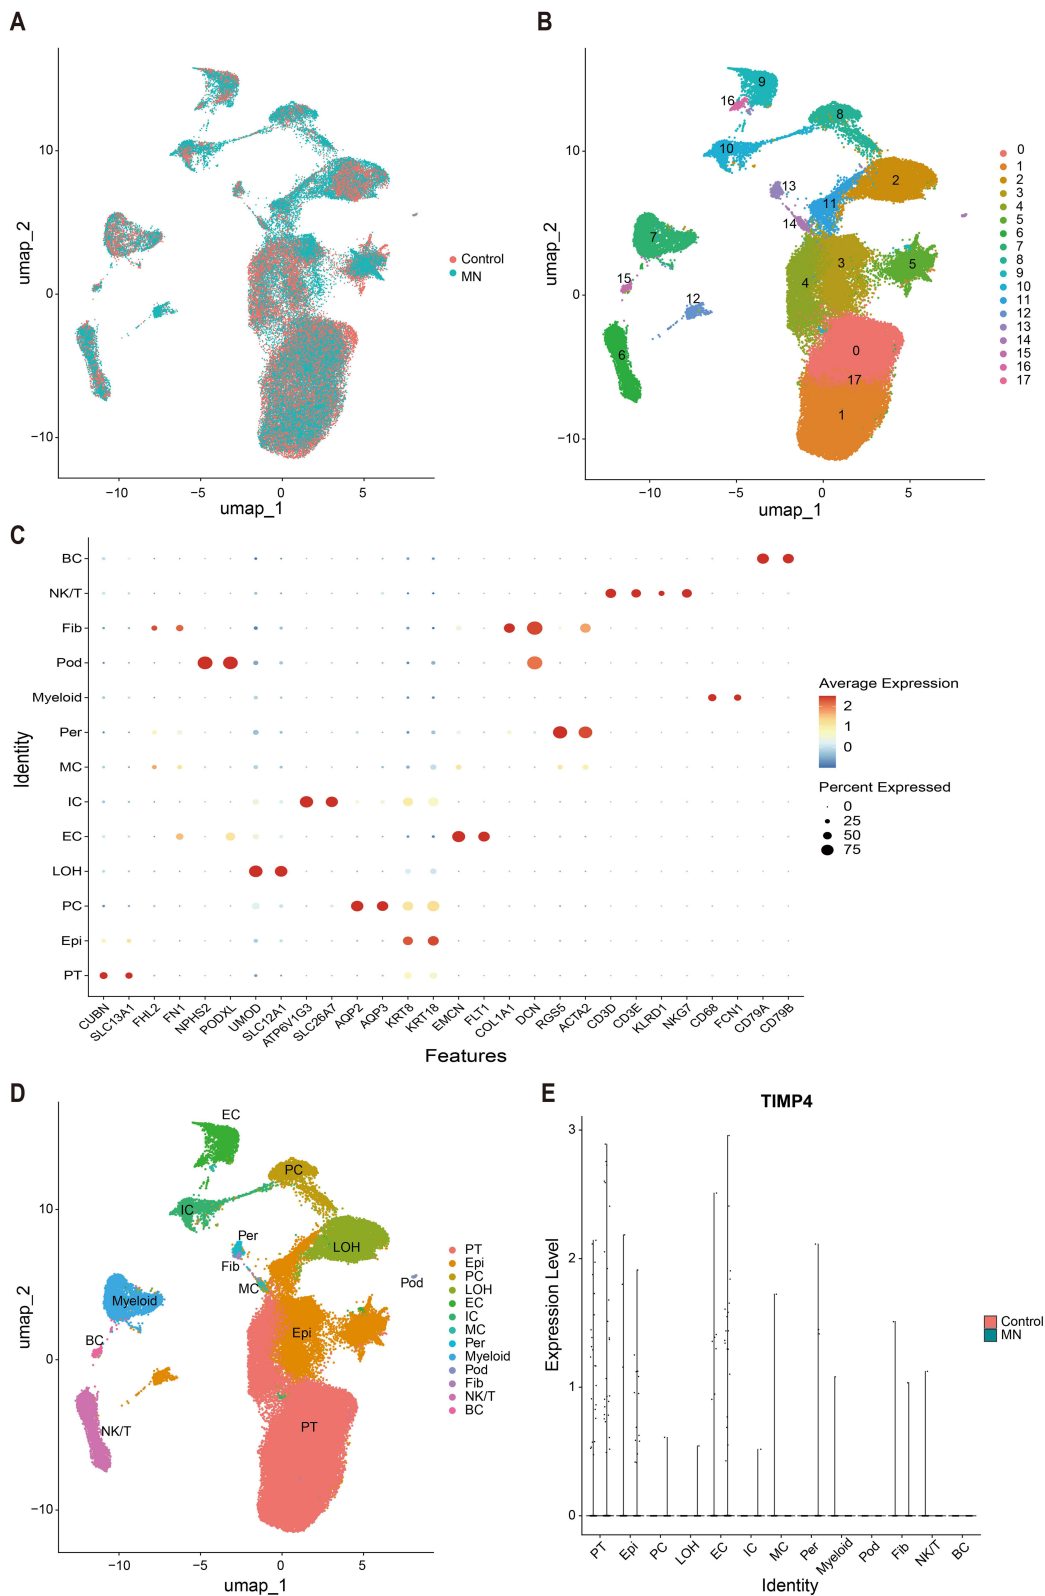 A
10
0
−10
umap_2
−10
−5
0
5
umap_1
Control
MN
B
10
0
−10
umap_2
−10
−5
0
5
umap_1
9
16
8
10
2
13
11
14
7
3
5
4
15
12
6
0
17
1
0
1
2
3
4
5
6
7
8
9
10
11
12
13
14
15
16
17
C
Identity
BC
NK/T
Fib
Pod
Myeloid
Per
MC
IC
EC
LOH
PC
Epi
PT
CUBN
SLC13A1
FHL2
FN1
NPHS2
PODXL
UMOD
SLC12A1
ATP6V1G3
SLC26A7
AQP2
AQP3
KRT8
KRT18
EMCN
FLT1
COL1A1
DCN
RGS5
ACTA2
CD3D
CD3E
KLRD1
NKG7
CD68
FCN1
CD79A
CD79B
Features
Average Expression
2
1
0
Percent Expressed
0
25
50
75
D
10
0
−10
umap_2
−10
−5
0
5
umap_1
EC
PC
IC
Per
LOH
Fib
MC
Pod
Myeloid
Epi
BC
PT
NK/T
PT
Epi
PC
LOH
EC
IC
MC
Per
Myeloid
Pod
Fib
NK/T
BC
E
TIMP4
3
2
1
0
Expression Level
PT
Epi
PC
LOH
EC
IC
MC
Per
Myeloid
Pod
Fib
NK/T
BC
Identity
Control
MN